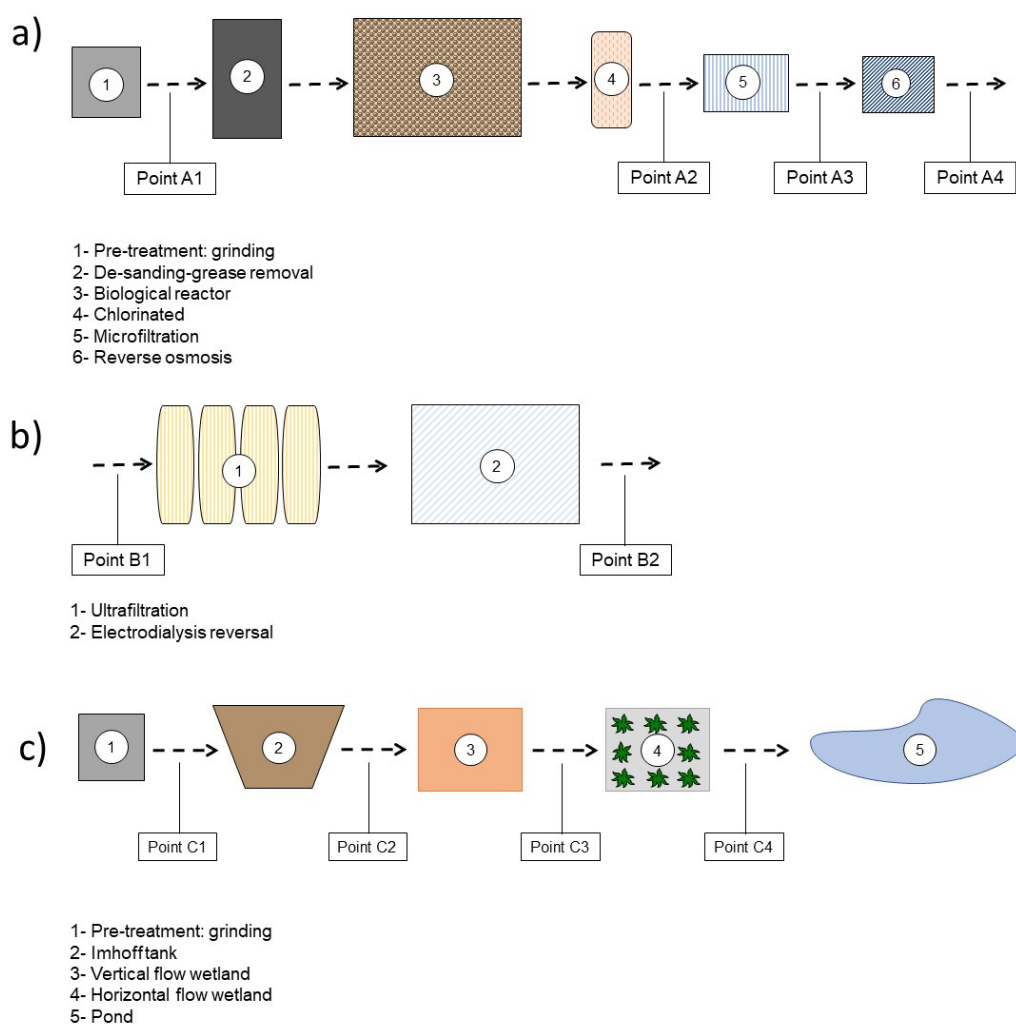 a)
1
2
3
4
5
6
Point A1
Point A2
Point A3
Point A4
1- Pre-treatment: grinding
2- De-sanding-grease removal
3- Biological reactor
4- Chlorinated
5- Microfiltration
6- Reverse osmosis
b)
1
2
Point B1
Point B2
1- Ultrafiltration
2- Electrodialysis reversal
c)
1
2
3
4
5
Point C1
Point C2
Point C3
Point C4
1- Pre-treatment: grinding
2- Imhoff tank
3- Vertical flow wetland
4- Horizontal flow wetland
5- Pond